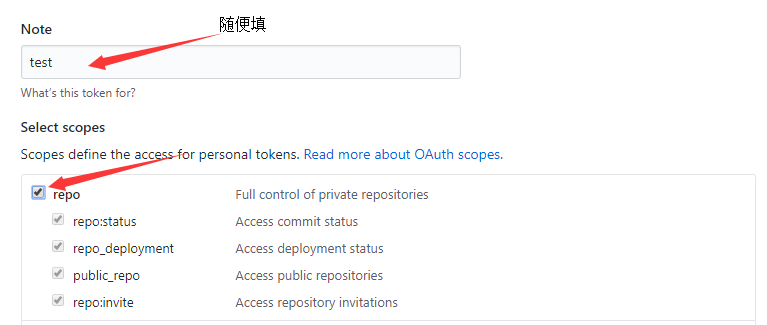 Note
随便填
test
What's this token for?
Select scopes
Scopes define the access for personal tokens. Read more about OAuth scopes.
repo Full control of private repositories
repo:status Access commit status
repo_deployment Access deployment status
public_repo Access public repositories
repo:invite Access repository invitations